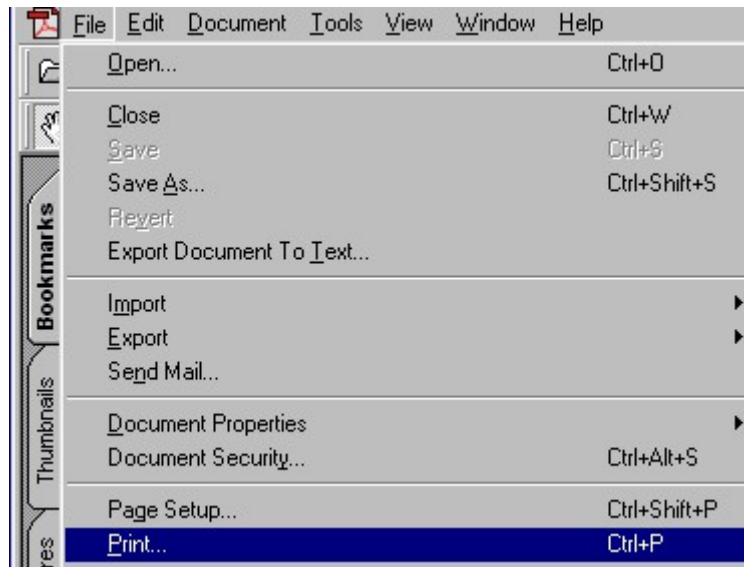 File Edit Document Tools View Window Help
Open... Ctrl+O
Close Ctrl+W
Save Ctrl+S
Save As... Ctrl+Shift+S
Revert
Export Document To Text...
Import
Export
Send Mail...
Document Properties
Document Security... Ctrl+Alt+S
Page Setup... Ctrl+Shift+P
Print... Ctrl+P
Bookmarks
Thumbnails